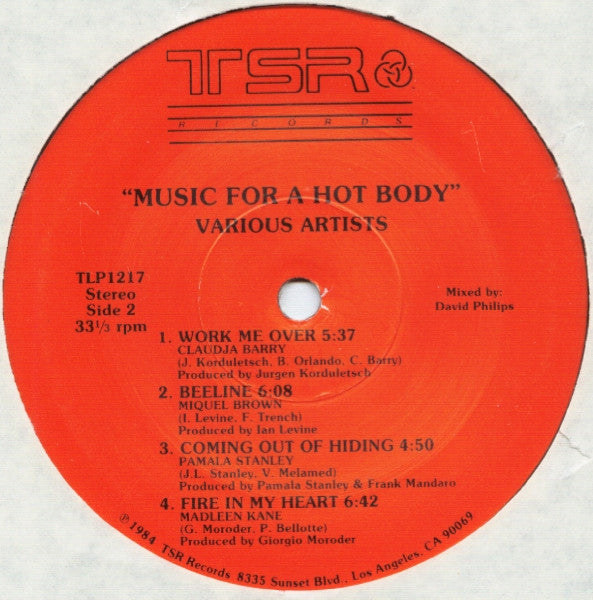 TSR
RECORDS
"MUSIC FOR A HOT BODY"
VARIOUS ARTISTS
TLP1217
Stereo
Side 2
33⅓ rpm
Mixed by:
David Philips
1. WORK ME OVER 5:37
CLAUDJA BARRY
(J. Korduletsch, B. Orlando, C. Barry)
Produced by Jurgen Korduletsch
2. BEELINE 6:08
MIQUEL BROWN
(I. Levine, F. Trench)
Produced by Ian Levine
3. COMING OUT OF HIDING 4:50
PAMALA STANLEY
(J.L. Stanley, V. Melamed)
Produced by Pamala Stanley & Frank Mandaro
4. FIRE IN MY HEART 6:42
MADLEEN KANE
(G. Moroder, P. Bellotte)
Produced by Giorgio Moroder
℗ 1984 TSR Records 8335 Sunset Blvd. Los Angeles, CA 90069